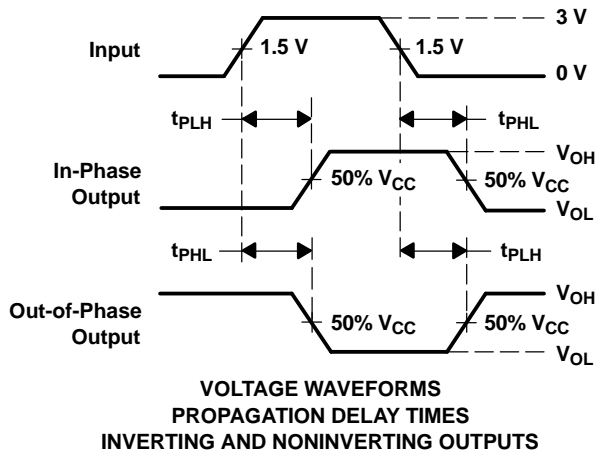 3 V
Input
1.5 V
1.5 V
0 V
tPLH
tPHL
VOH
In-Phase
Output
50% VCC
50% VCC
VOL
tPHL
tPLH
VOH
Out-of-Phase
Output
50% VCC
50% VCC
VOL
VOLTAGE WAVEFORMS
PROPAGATION DELAY TIMES
INVERTING AND NONINVERTING OUTPUTS